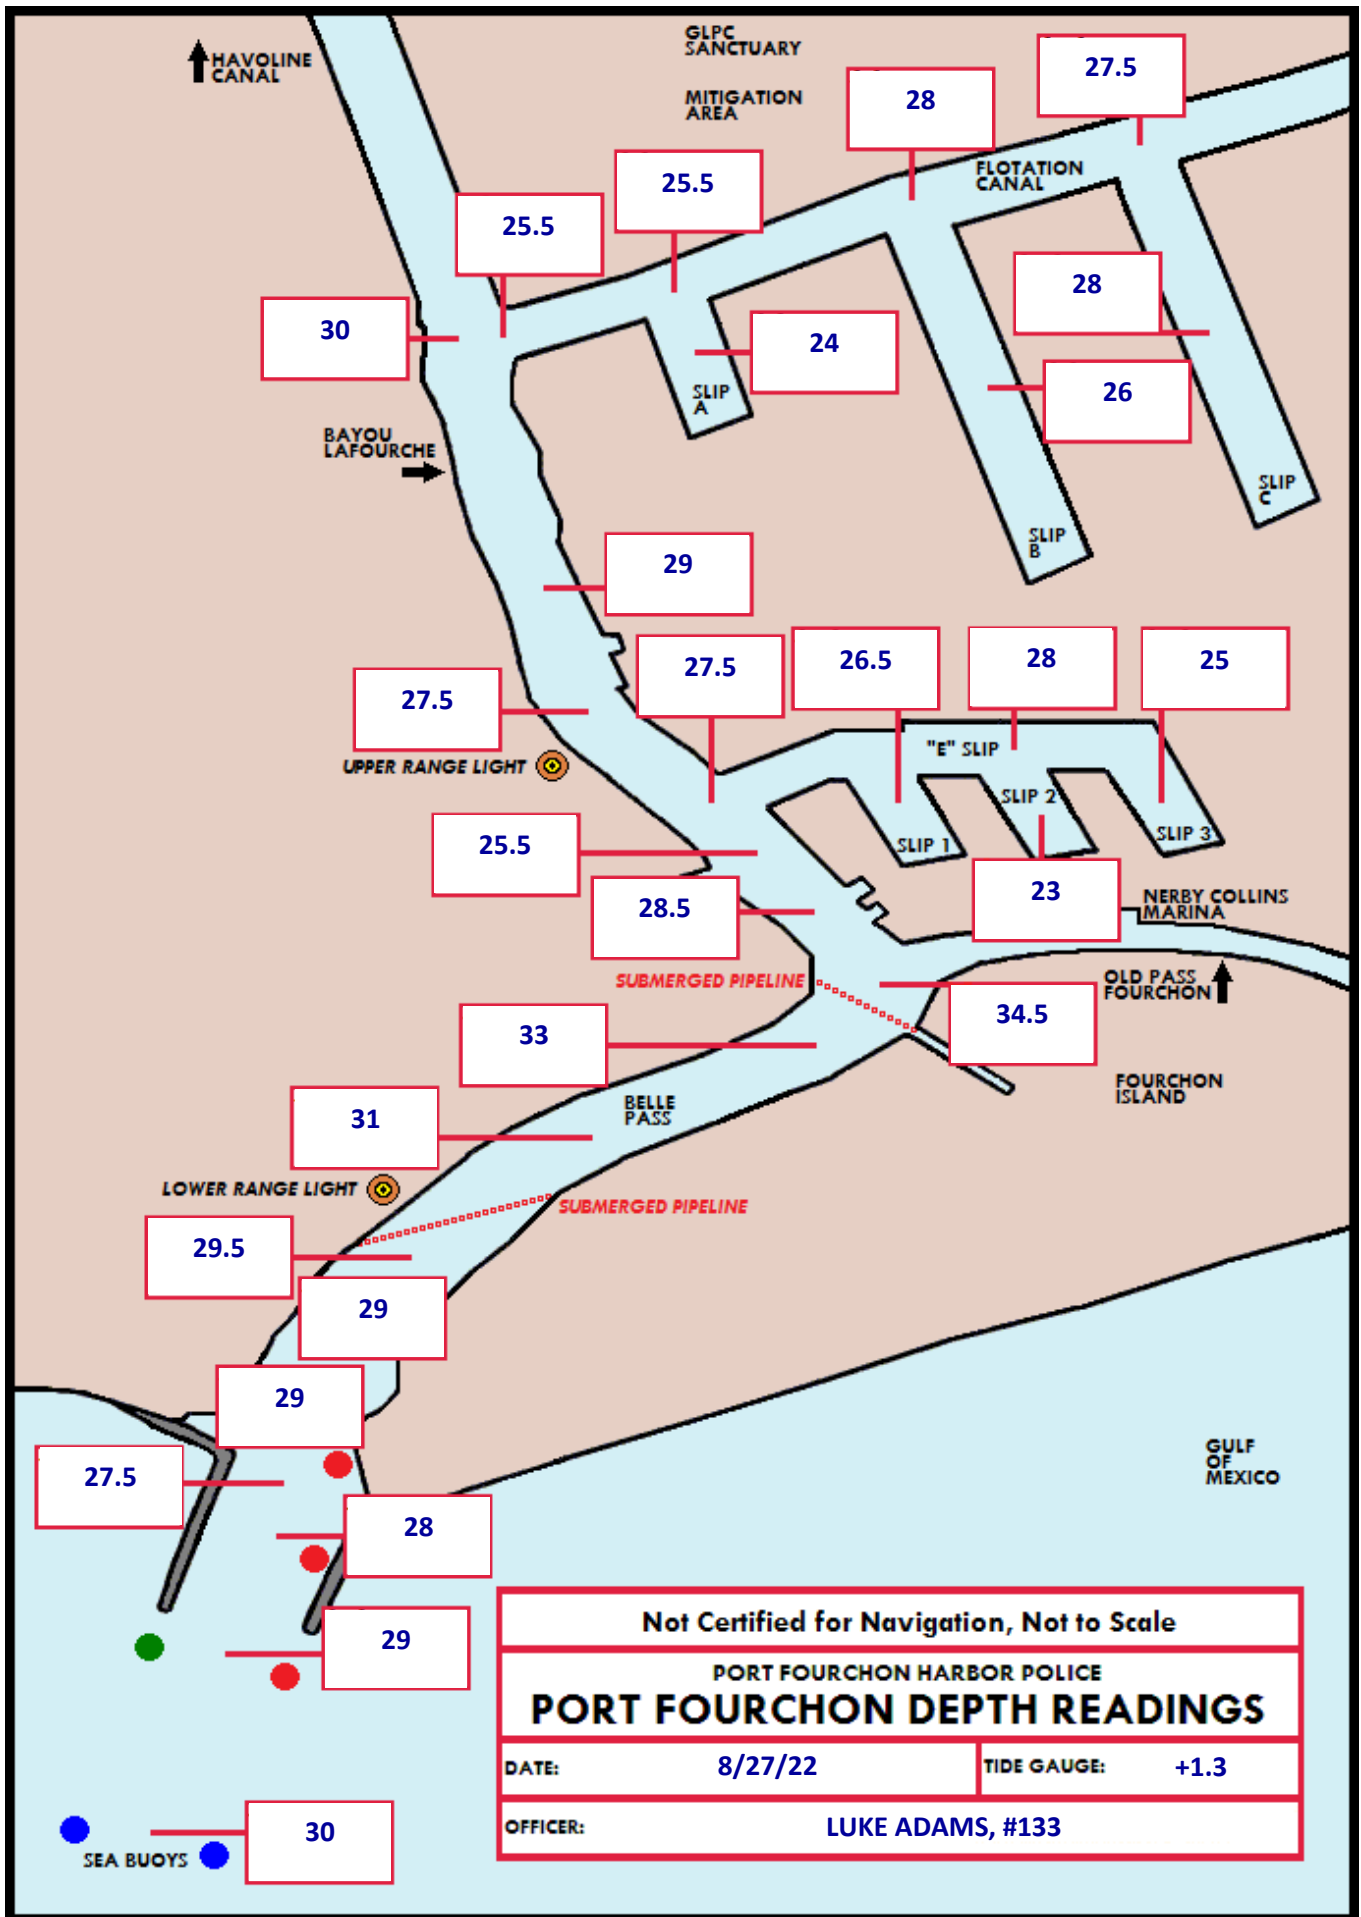 GLPC
SANCTUARY
HAVOLINE
CANAL
27.5
28
MITIGATION
AREA
FLOTATION
CANAL
25.5
25.5
28
30
24
26
SLIP
A
BAYOU
LAFOURCHE
SLIP
C
SLIP
B
29
27.5
26.5
28
25
27.5
"E" SLIP
UPPER RANGE LIGHT
SLIP 2
SLIP 1
SLIP 3
25.5
23
28.5
NERBY COLLINS
MARINA
SUBMERGED PIPELINE
OLD PASS
FOURCHON
34.5
33
FOURCHON
ISLAND
BELLE
PASS
31
LOWER RANGE LIGHT
SUBMERGED PIPELINE
29.5
29
29
27.5
GULF
OF
MEXICO
28
29
Not Certified for Navigation, Not to Scale
PORT FOURCHON HARBOR POLICE
PORT FOURCHON DEPTH READINGS
DATE: 8/27/22 TIDE GAUGE: +1.3
OFFICER: LUKE ADAMS, #133
30
SEA BUOYS